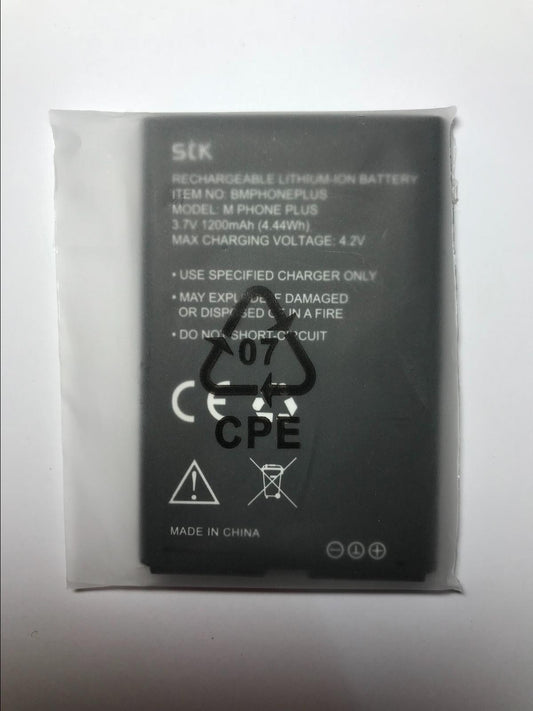 stk
RECHARGEABLE LITHIUM-ION BATTERY
ITEM NO: BMPHONEPLUS
MODEL: M PHONE PLUS
3.7V 1200mAh (4.44Wh)
MAX CHARGING VOLTAGE: 4.2V
• USE SPECIFIED CHARGER ONLY
• MAY EXPLODE IF DAMAGED
OR DISPOSED OF IN A FIRE
• DO NOT SHORT-CIRCUIT
07
CE
CPE
MADE IN CHINA